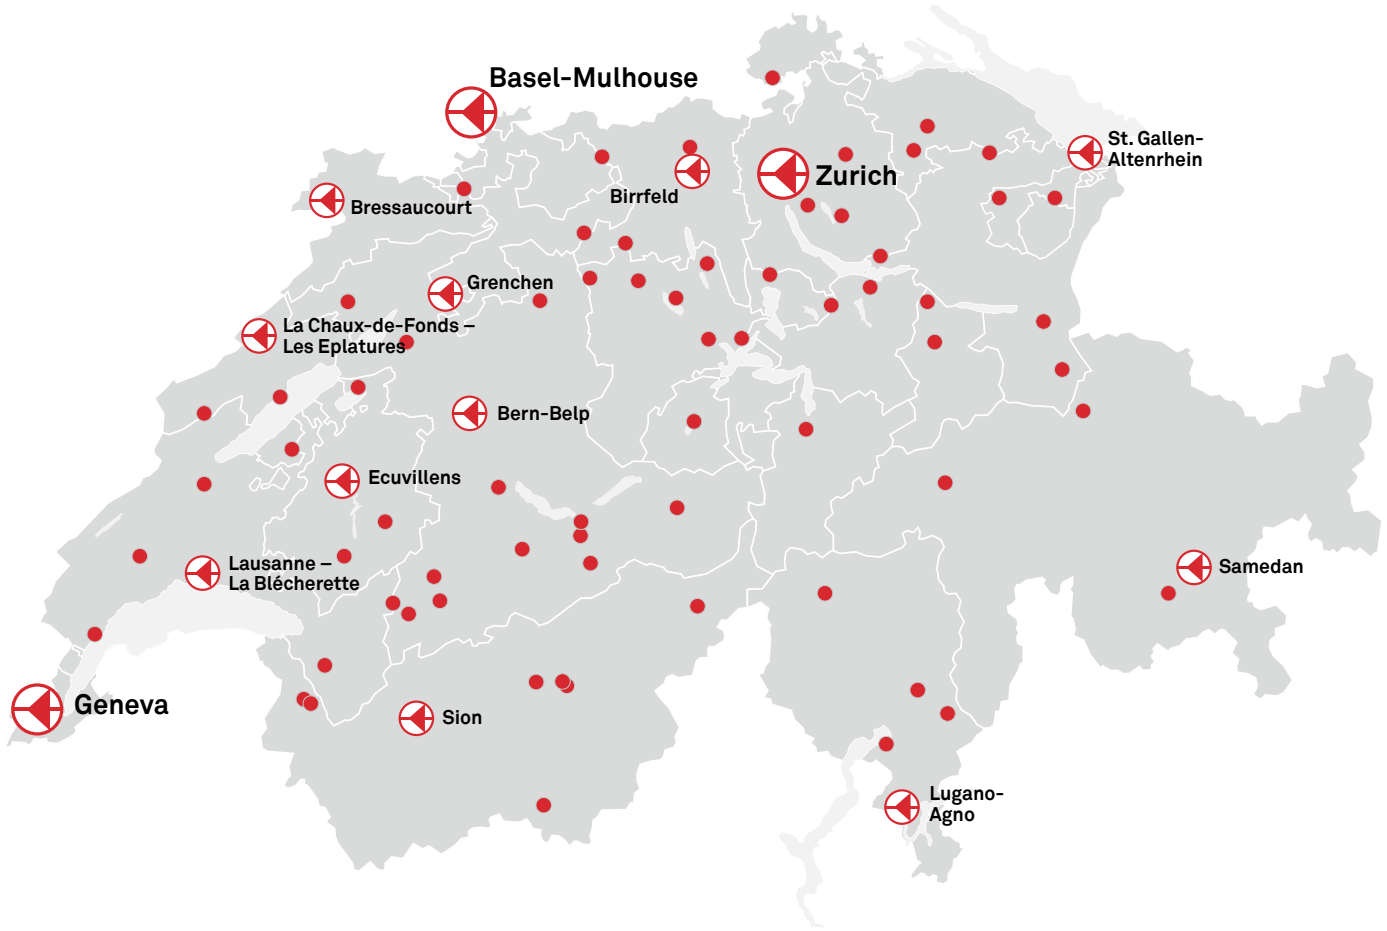 Basel-Mulhouse
St. Gallen-
Altenrhein
Zurich
Birrfeld
Bressaucourt
Grenchen
La Chaux-de-Fonds –
Les Eplatures
Bern-Belp
Ecuvillens
Lausanne –
La Blécherette
Samedan
Geneva
Sion
Lugano-
Agno